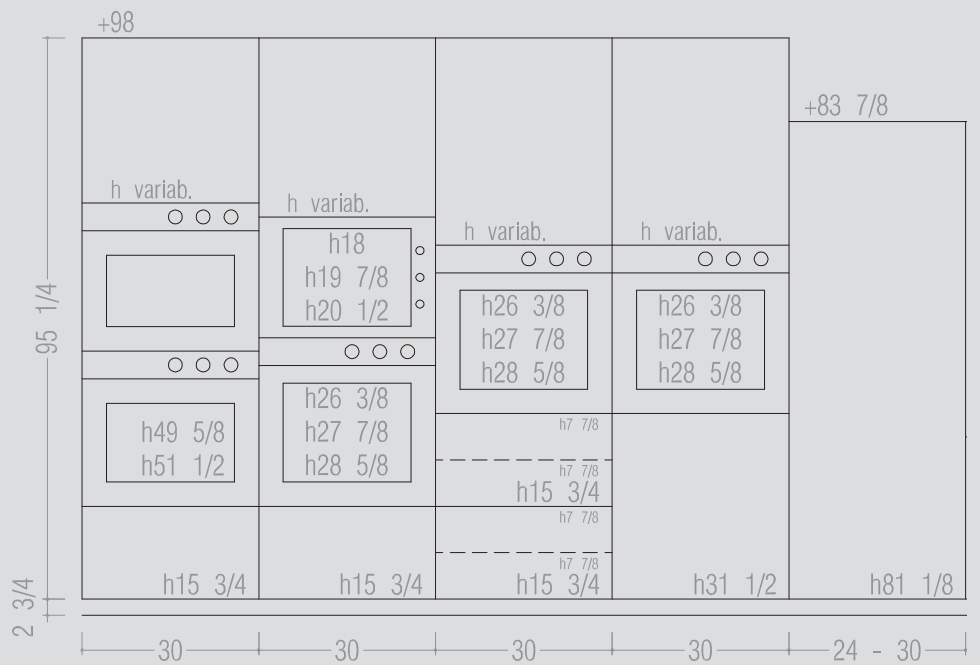 +98
+83 7/8
h variab.
h variab.
h variab.
h variab.
h18
h19 7/8
h20 1/2
h26 3/8
h27 7/8
h28 5/8
h26 3/8
h27 7/8
h28 5/8
95 1/4
h49 5/8
h51 1/2
h26 3/8
h27 7/8
h28 5/8
h7 7/8
h7 7/8
h15 3/4
h7 7/8
h7 7/8
h15 3/4
h15 3/4
h15 3/4
h31 1/2
h81 1/8
2 3/4
30
30
30
30
24 - 30